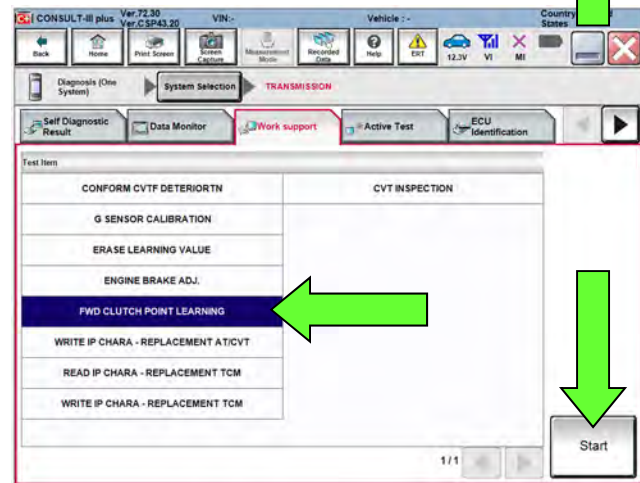 CONSULT-III plus Ver.72.30 VIN:- Vehicle : - Country
Ver.CSP43.20 States
Back Home Print Screen Screen Capture Measurement Mode Recorded Data Help ERT 12.3V VI MI
Diagnosis (One System) System Selection TRANSMISSION
Self Diagnostic Result Data Monitor Work support Active Test ECU Identification
Test Item
CONFORM CVTF DETERIORTN CVT INSPECTION
G SENSOR CALIBRATION
ERASE LEARNING VALUE
ENGINE BRAKE ADJ.
FWD CLUTCH POINT LEARNING
WRITE IP CHARA - REPLACEMENT AT/CVT
READ IP CHARA - REPLACEMENT TCM
WRITE IP CHARA - REPLACEMENT TCM
1/1
Start